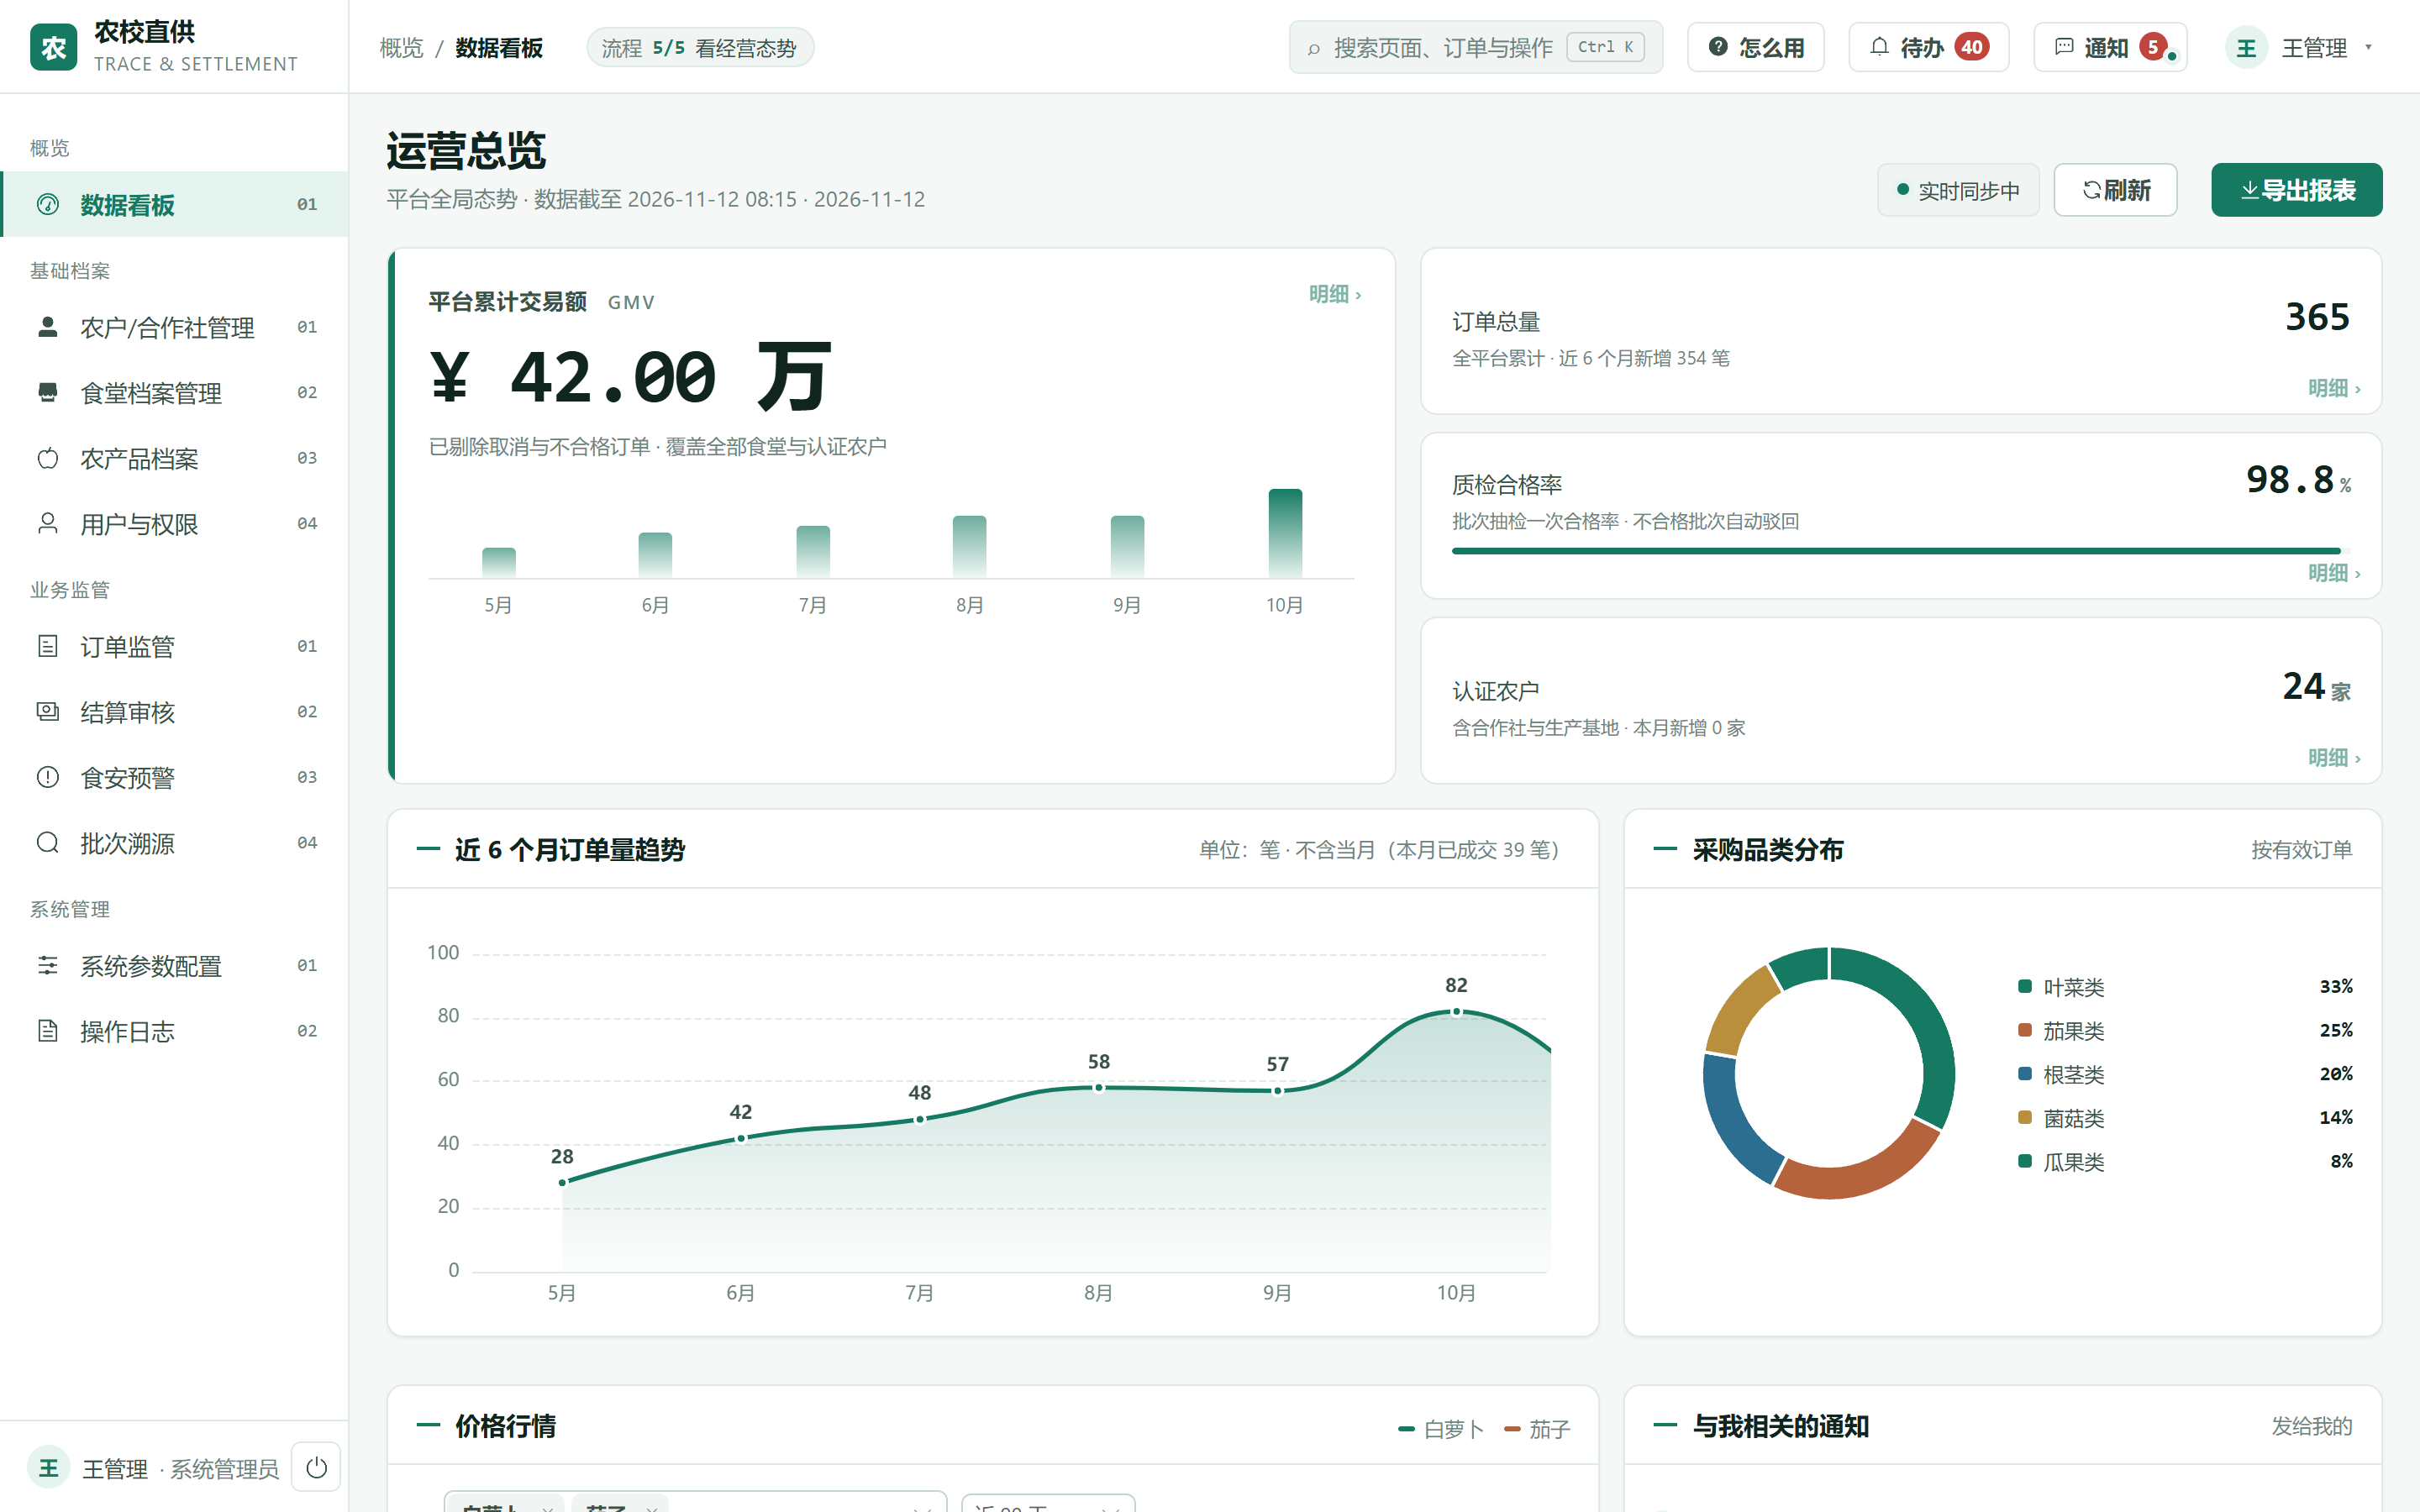 农 农校直供
TRACE & SETTLEMENT
概览 / 数据看板
流程 5/5 看经营态势
搜索页面、订单与操作 Ctrl K
怎么用
待办 40
通知 5
王 王管理
概览
数据看板 01
基础档案
农户/合作社管理 01
食堂档案管理 02
农产品档案 03
用户与权限 04
业务监管
订单监管 01
结算审核 02
食安预警 03
批次溯源 04
系统管理
系统参数配置 01
操作日志 02
王 王管理 · 系统管理员
运营总览
平台全局态势 · 数据截至 2026-11-12 08:15 · 2026-11-12
实时同步中
刷新
导出报表
平台累计交易额 GMV
明细 ›
¥ 42.00 万
已剔除取消与不合格订单 · 覆盖全部食堂与认证农户
5月 6月 7月 8月 9月 10月
订单总量 365
全平台累计 · 近 6 个月新增 354 笔
明细 ›
质检合格率 98.8 %
批次抽检一次合格率 · 不合格批次自动驳回
明细 ›
认证农户 24 家
含合作社与生产基地 · 本月新增 0 家
明细 ›
近 6 个月订单量趋势
单位：笔 · 不含当月（本月已成交 39 笔）
100
80
60
40
20
0
28 42 48 58 57 82
5月 6月 7月 8月 9月 10月
采购品类分布
按有效订单
叶菜类 33%
茄果类 25%
根茎类 20%
菌菇类 14%
瓜果类 8%
价格行情
白萝卜 茄子
白萝卜 茄子
近 90 天
与我相关的通知
发给我的